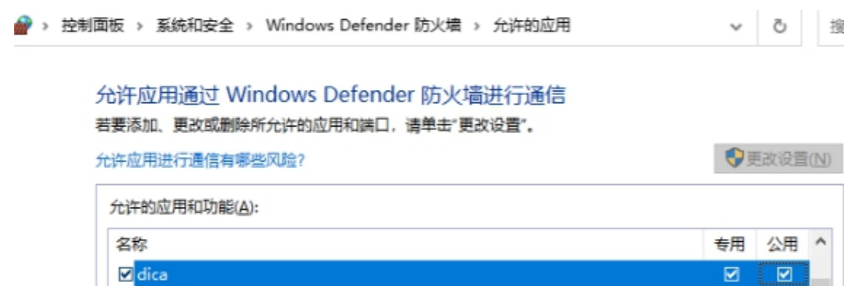 控制面板 › 系统和安全 › Windows Defender 防火墙 › 允许的应用
允许应用通过 Windows Defender 防火墙进行通信
若要添加、更改或删除所允许的应用和端口，请单击"更改设置"。
允许应用进行通信有哪些风险?
更改设置(N)
允许的应用和功能(A):
名称 专用 公用
dica